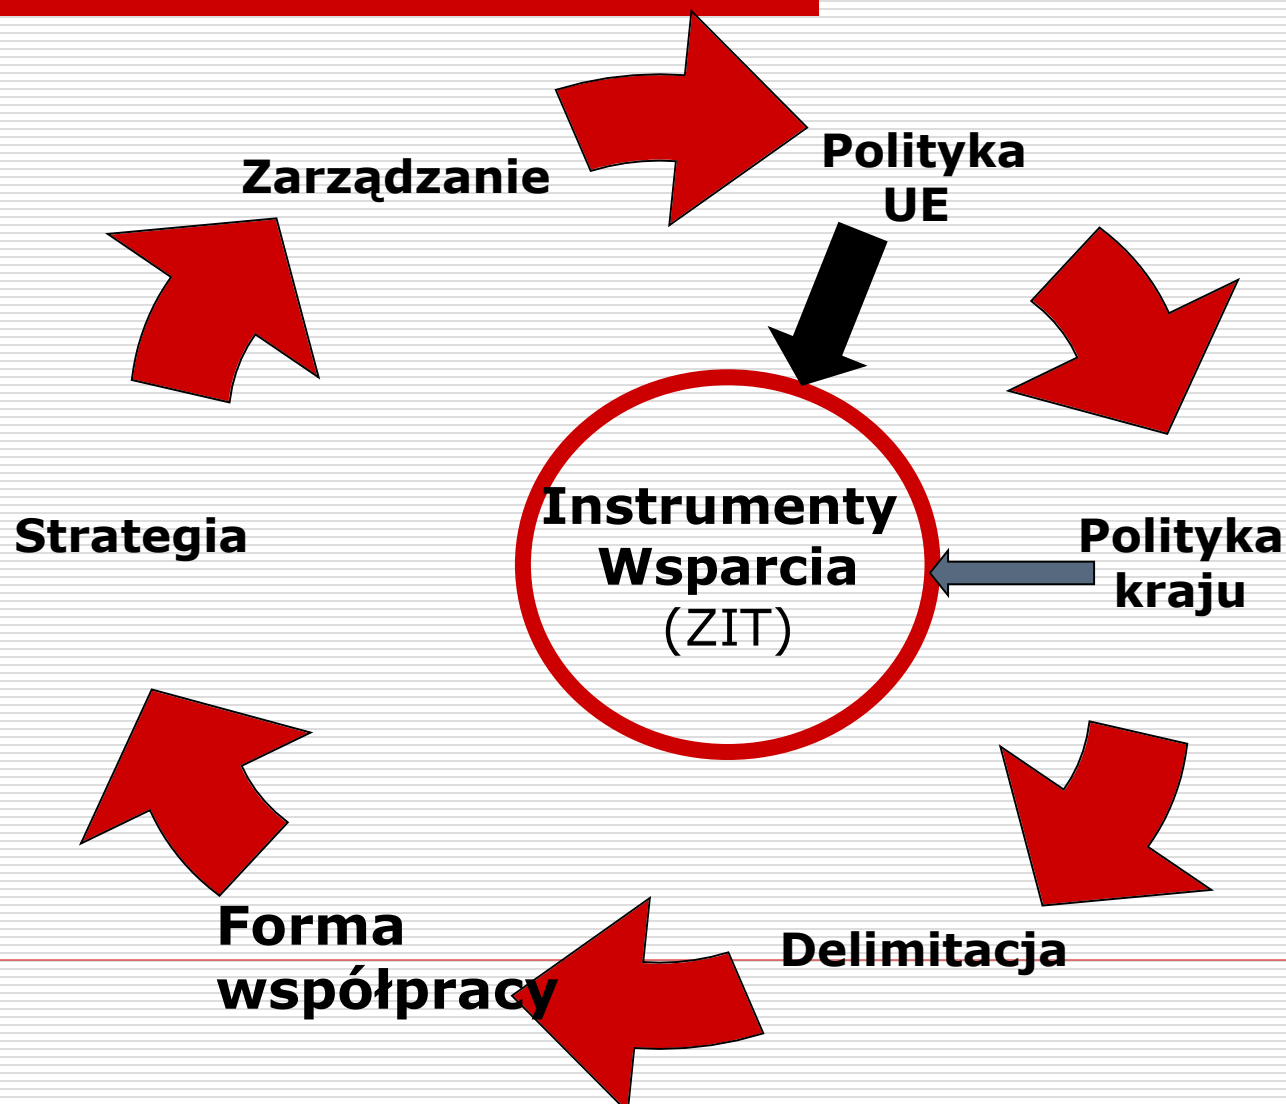 Zarządzanie
Polityka
UE
Instrumenty
Wsparcia
(ZIT)
Strategia
Polityka
kraju
Forma
współpracy
Delimitacja